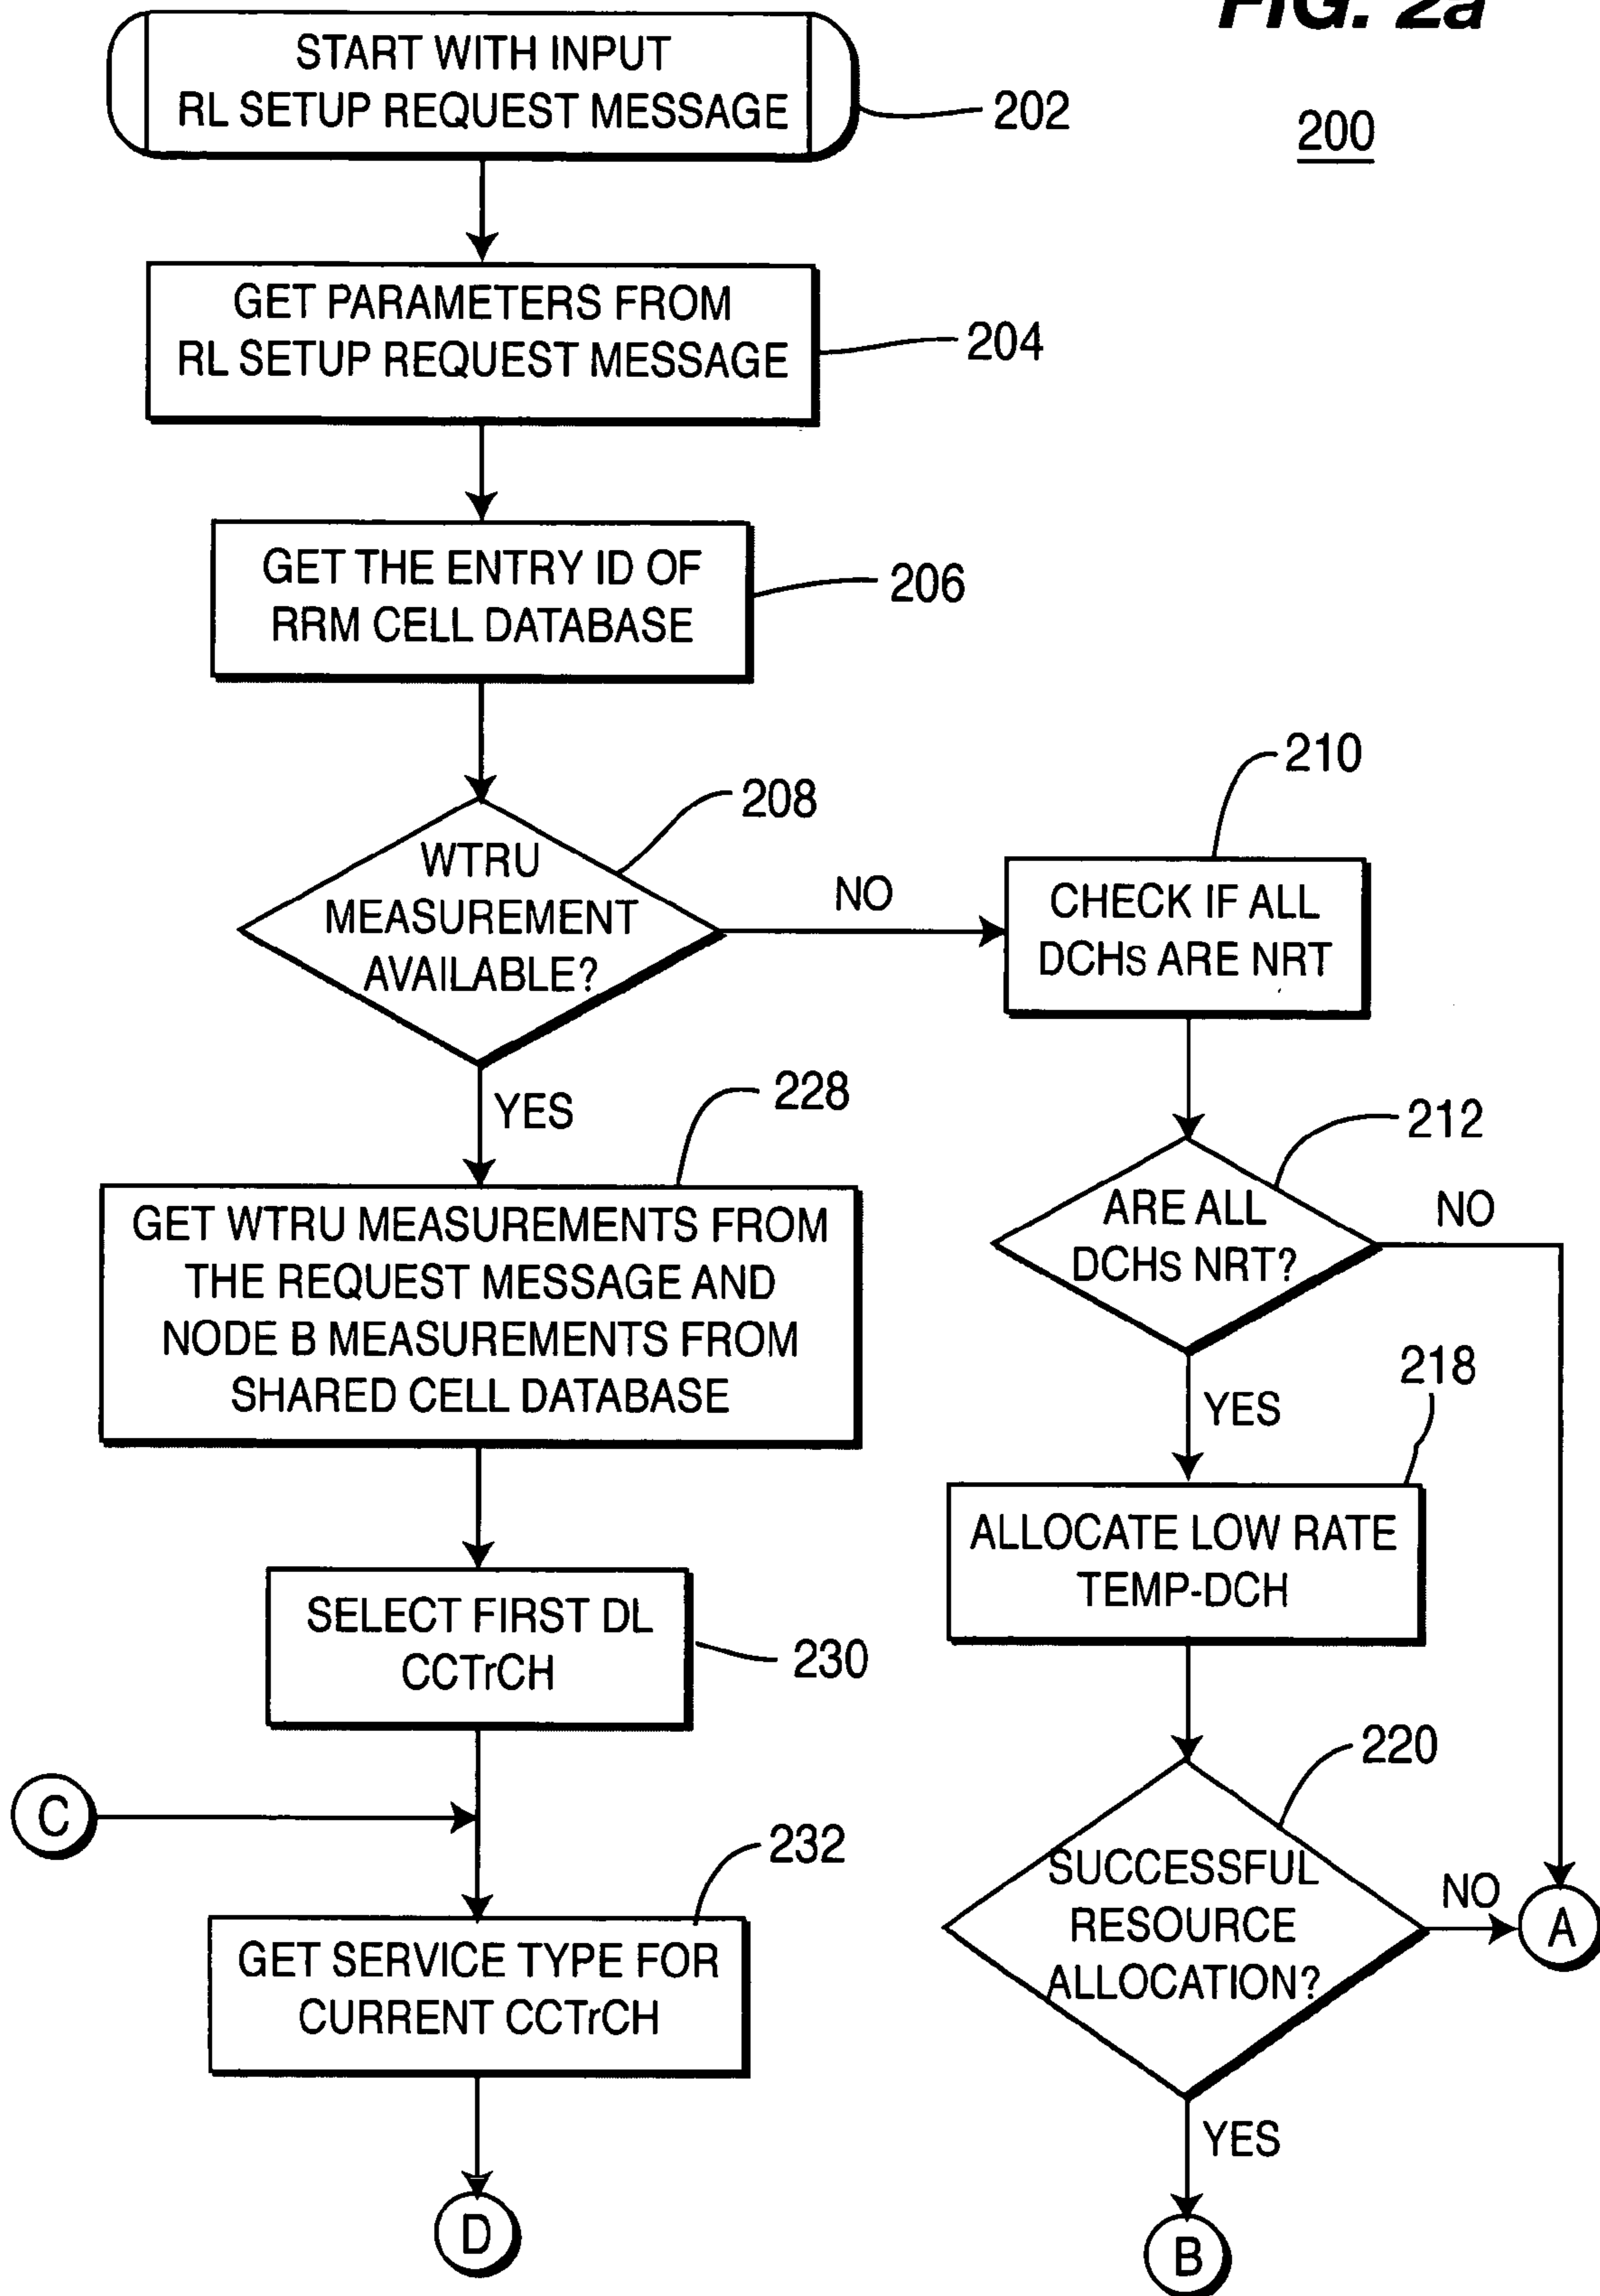 FIG. 2a
START WITH INPUT
RL SETUP REQUEST MESSAGE
202
200
GET PARAMETERS FROM
RL SETUP REQUEST MESSAGE
204
GET THE ENTRY ID OF
RRM CELL DATABASE
206
WTRU
MEASUREMENT
AVAILABLE?
208
NO
YES
210
CHECK IF ALL
DCHs ARE NRT
212
ARE ALL
DCHs NRT?
NO
YES
218
ALLOCATE LOW RATE
TEMP-DCH
220
SUCCESSFUL
RESOURCE
ALLOCATION?
NO
A
YES
B
228
GET WTRU MEASUREMENTS FROM
THE REQUEST MESSAGE AND
NODE B MEASUREMENTS FROM
SHARED CELL DATABASE
SELECT FIRST DL
CCTrCH
230
C
232
GET SERVICE TYPE FOR
CURRENT CCTrCH
D